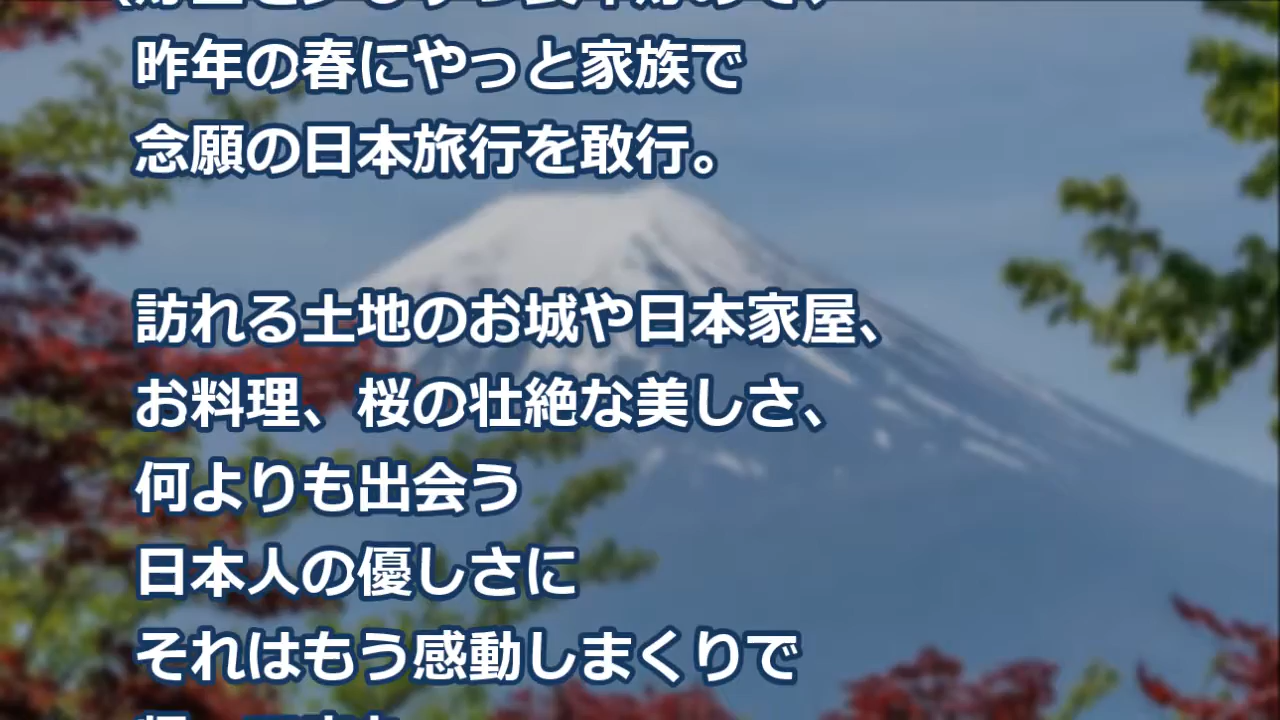 昨年の春にやっと家族で
念願の日本旅行を敢行。
訪れる土地のお城や日本家屋、
お料理、桜の壮絶な美しさ、
何よりも出会う
日本人の優しさに
それはもう感動しまくりで